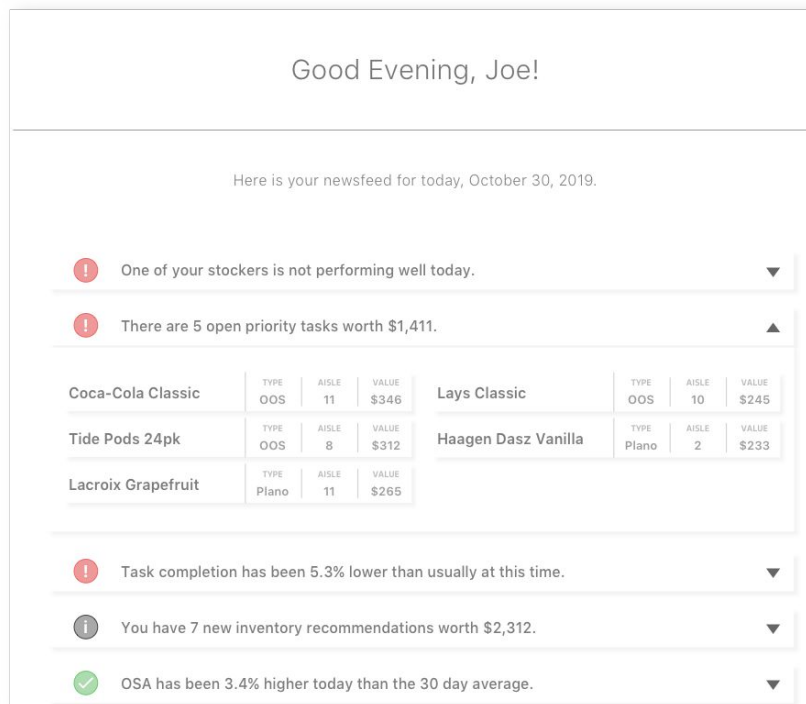 Good Evening, Joe!
Here is your newsfeed for today, October 30, 2019.
One of your stockers is not performing well today.
There are 5 open priority tasks worth $1,411.
TYPE AISLE VALUE TYPE AISLE VALUE
Coca-Cola Classic OOS 11 $346 Lays Classic OOS 10 $245
TYPE AISLE VALUE TYPE AISLE VALUE
Tide Pods 24pk OOS 8 $312 Haagen Dasz Vanilla Plano 2 $233
TYPE AISLE VALUE
Lacroix Grapefruit Plano 11 $265
Task completion has been 5.3% lower than usually at this time.
You have 7 new inventory recommendations worth $2,312.
OSA has been 3.4% higher today than the 30 day average.